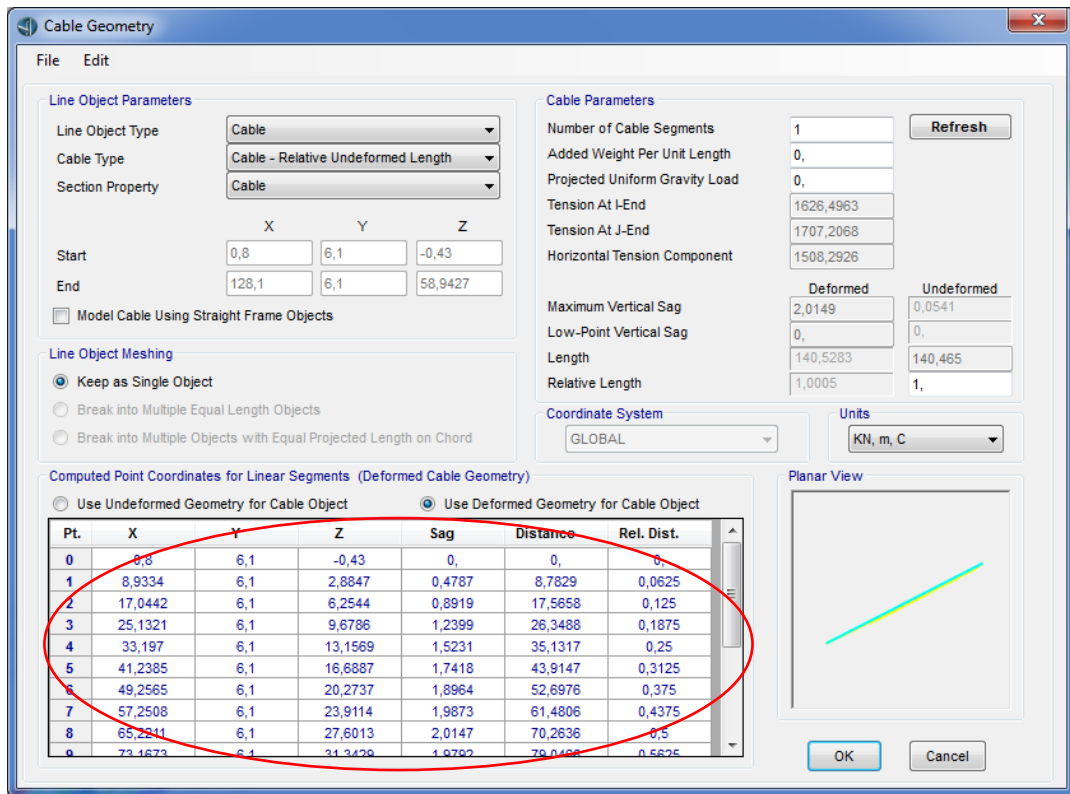 Cable Geometry
File Edit
Line Object Parameters
Line Object Type Cable
Cable Type Cable - Relative Undeformed Length
Section Property Cable
X Y Z
Start 0,8 6,1 -0,43
End 128,1 6,1 58,9427
Model Cable Using Straight Frame Objects
Line Object Meshing
Keep as Single Object
Break into Multiple Equal Length Objects
Break into Multiple Objects with Equal Projected Length on Chord
Cable Parameters
Number of Cable Segments 1 Refresh
Added Weight Per Unit Length 0,
Projected Uniform Gravity Load 0,
Tension At I-End 1626,4963
Tension At J-End 1707,2068
Horizontal Tension Component 1508,2926
Deformed Undeformed
Maximum Vertical Sag 2,0149 0,0541
Low-Point Vertical Sag 0, 0,
Length 140,5283 140,465
Relative Length 1,0005 1,
Coordinate System
GLOBAL
Units
KN, m, C
Computed Point Coordinates for Linear Segments (Deformed Cable Geometry)
Use Undeformed Geometry for Cable Object Use Deformed Geometry for Cable Object
Pt. X Y Z Sag Distance Rel. Dist.
0 0,8 6,1 -0,43 0, 0, 0,
1 8,9334 6,1 2,8847 0,4787 8,7829 0,0625
2 17,0442 6,1 6,2544 0,8919 17,5658 0,125
3 25,1321 6,1 9,6786 1,2399 26,3488 0,1875
4 33,197 6,1 13,1569 1,5231 35,1317 0,25
5 41,2385 6,1 16,6887 1,7418 43,9147 0,3125
6 49,2565 6,1 20,2737 1,8964 52,6976 0,375
7 57,2508 6,1 23,9114 1,9873 61,4806 0,4375
8 65,2211 6,1 27,6013 2,0147 70,2636 0,5
9 73,1673 6,1 31,3429 1,9792 0,5625
Planar View
OK Cancel